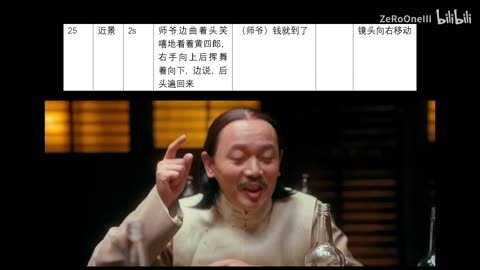 ZeRoOneIII bilibili
25 近景 2s 师爷边曲着头笑 （师爷）钱就到了 镜头向右移动
嘻地看着黄四郎，
右手向上后挥舞
着向下，边说，后
头遍回来